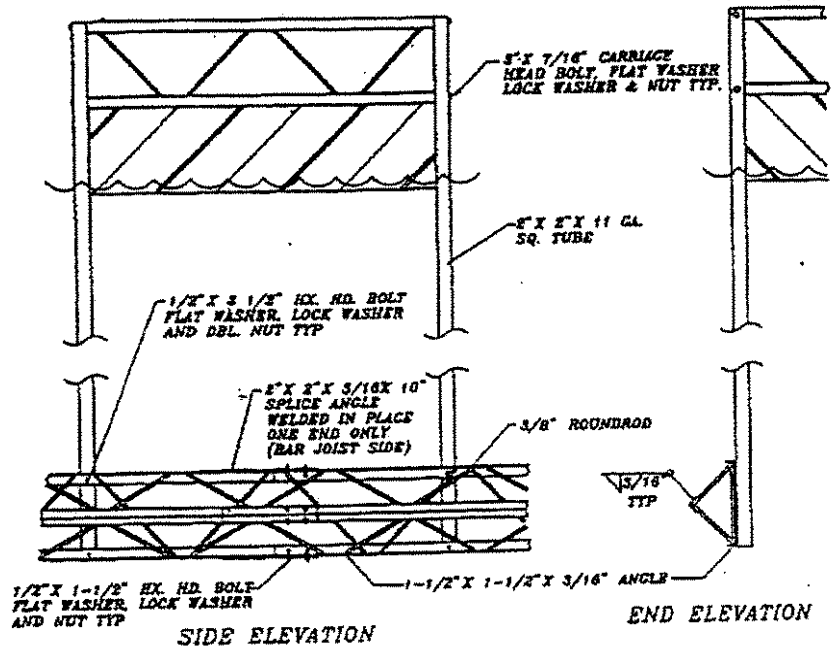 3" X 7/16" CARRIAGE
HEAD BOLT, FLAT WASHER
LOCK WASHER & NUT TYP.
2" X 2" X 11 GA.
SQ. TUBE
1/2" X 3 1/2" HX. HD. BOLT
FLAT WASHER, LOCK WASHER
AND DBL. NUT TYP
2" X 2" X 3/16 X 10"
SPLICE ANGLE
WELDED IN PLACE
ONE END ONLY
(BAR JOIST SIDE)
3/8" ROUNDROD
3/16"
TYP
1/2" X 1-1/2" HX. HD. BOLT
FLAT WASHER, LOCK WASHER
AND NUT TYP
1-1/2" X 1-1/2" X 3/16" ANGLE
SIDE ELEVATION
END ELEVATION